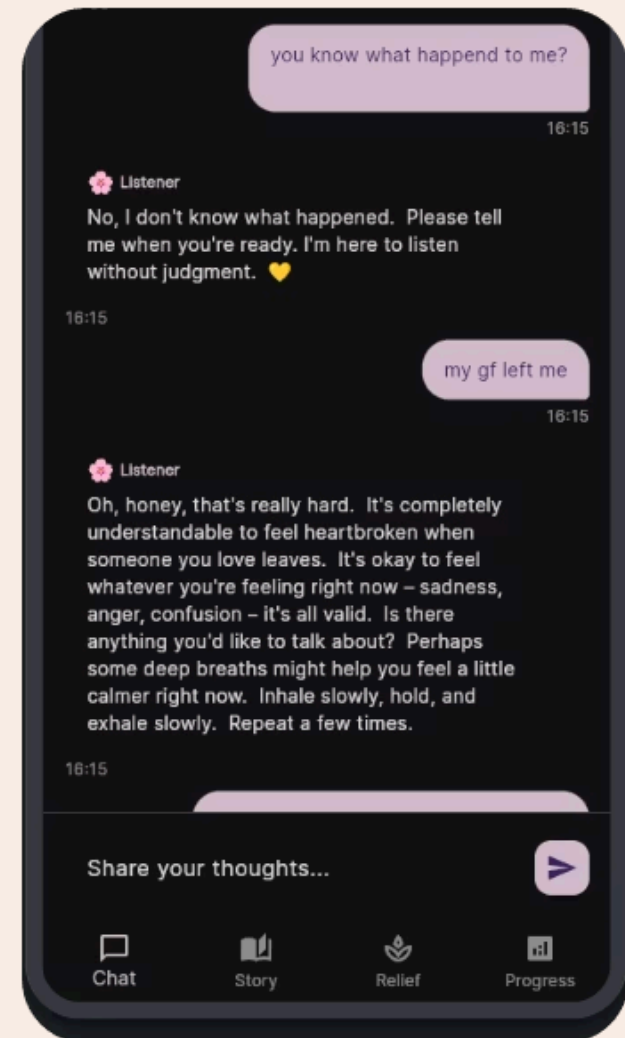 you know what happend to me?
16:15
Listener
No, I don't know what happened. Please tell
me when you're ready. I'm here to listen
without judgment. 💛
16:15
my gf left me
16:15
Listener
Oh, honey, that's really hard. It's completely
understandable to feel heartbroken when
someone you love leaves. It's okay to feel
whatever you're feeling right now – sadness,
anger, confusion – it's all valid. Is there
anything you'd like to talk about? Perhaps
some deep breaths might help you feel a little
calmer right now. Inhale slowly, hold, and
exhale slowly. Repeat a few times.
16:15
Share your thoughts...
Chat Story Relief Progress